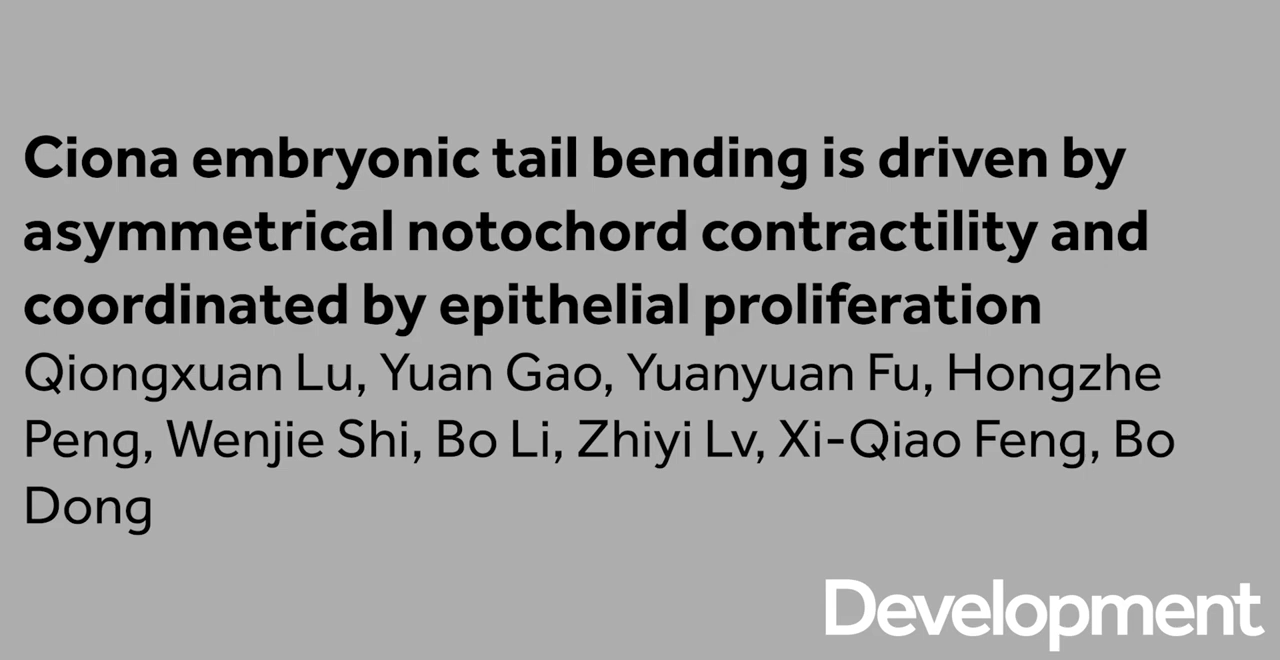 Ciona embryonic tail bending is driven by
asymmetrical notochord contractility and
coordinated by epithelial proliferation
Qiongxuan Lu, Yuan Gao, Yuanyuan Fu, Hongzhe
Peng, Wenjie Shi, Bo Li, Zhiyi Lv, Xi-Qiao Feng, Bo
Dong
Development